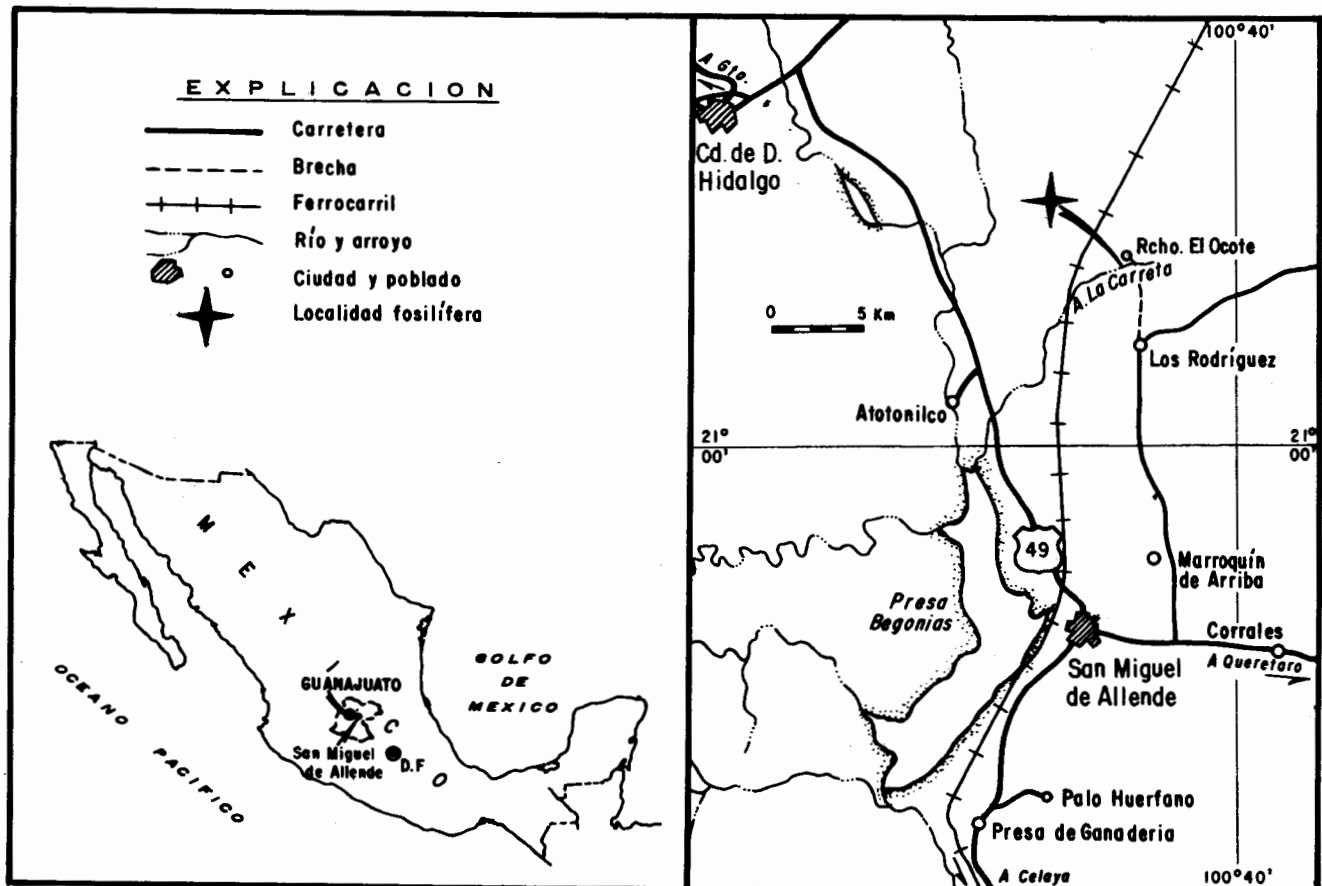 EXPLICACION
Carretera
Brecha
Ferrocarril
Río y arroyo
Ciudad y poblado
Localidad fosilífera
M E X I C O
GUANAJUATO
San Miguel
de Allende
D.F
GOLFO
DE
MEXICO
OCEANO PACIFICO
100°40'
A Gto.
Cd. de D.
Hidalgo
Rcho. El Ocote
A. La Carreta
0 5 Km
Los Rodríguez
Atotonilco
21°
00'
21°
00'
49
Marroquín
de Arriba
Presa
Begonias
Corrales
A Queretaro
San Miguel
de Allende
Palo Huerfano
Presa de Ganaderia
A Celaya
100°40'